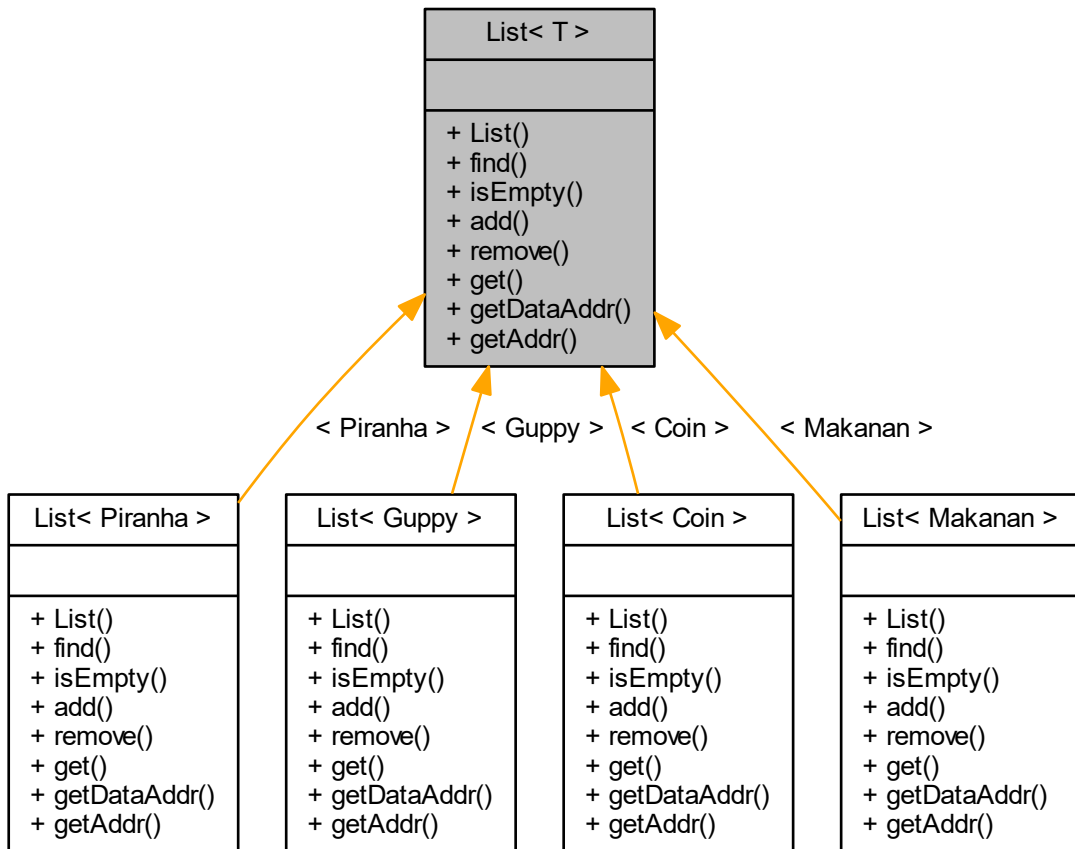 List< T >
+ List()
+ find()
+ isEmpty()
+ add()
+ remove()
+ get()
+ getDataAddr()
+ getAddr()
< Piranha >
< Guppy >
< Coin >
< Makanan >
List< Piranha >
+ List()
+ find()
+ isEmpty()
+ add()
+ remove()
+ get()
+ getDataAddr()
+ getAddr()
List< Guppy >
+ List()
+ find()
+ isEmpty()
+ add()
+ remove()
+ get()
+ getDataAddr()
+ getAddr()
List< Coin >
+ List()
+ find()
+ isEmpty()
+ add()
+ remove()
+ get()
+ getDataAddr()
+ getAddr()
List< Makanan >
+ List()
+ find()
+ isEmpty()
+ add()
+ remove()
+ get()
+ getDataAddr()
+ getAddr()